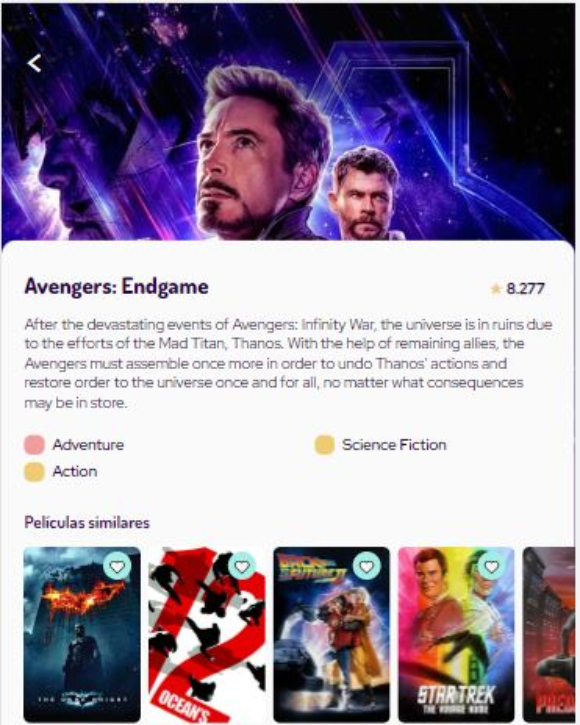 Avengers: Endgame
8.277
After the devastating events of Avengers: Infinity War, the universe is in ruins due
to the efforts of the Mad Titan, Thanos. With the help of remaining allies, the
Avengers must assemble once more in order to undo Thanos' actions and
restore order to the universe once and for all, no matter what consequences
may be in store.
Adventure
Science Fiction
Action
Películas similares
THE DARK KNIGHT
12
OCEAN'S
BACK
FUTURE II
STAR TREK
THE VOYAGE HOME